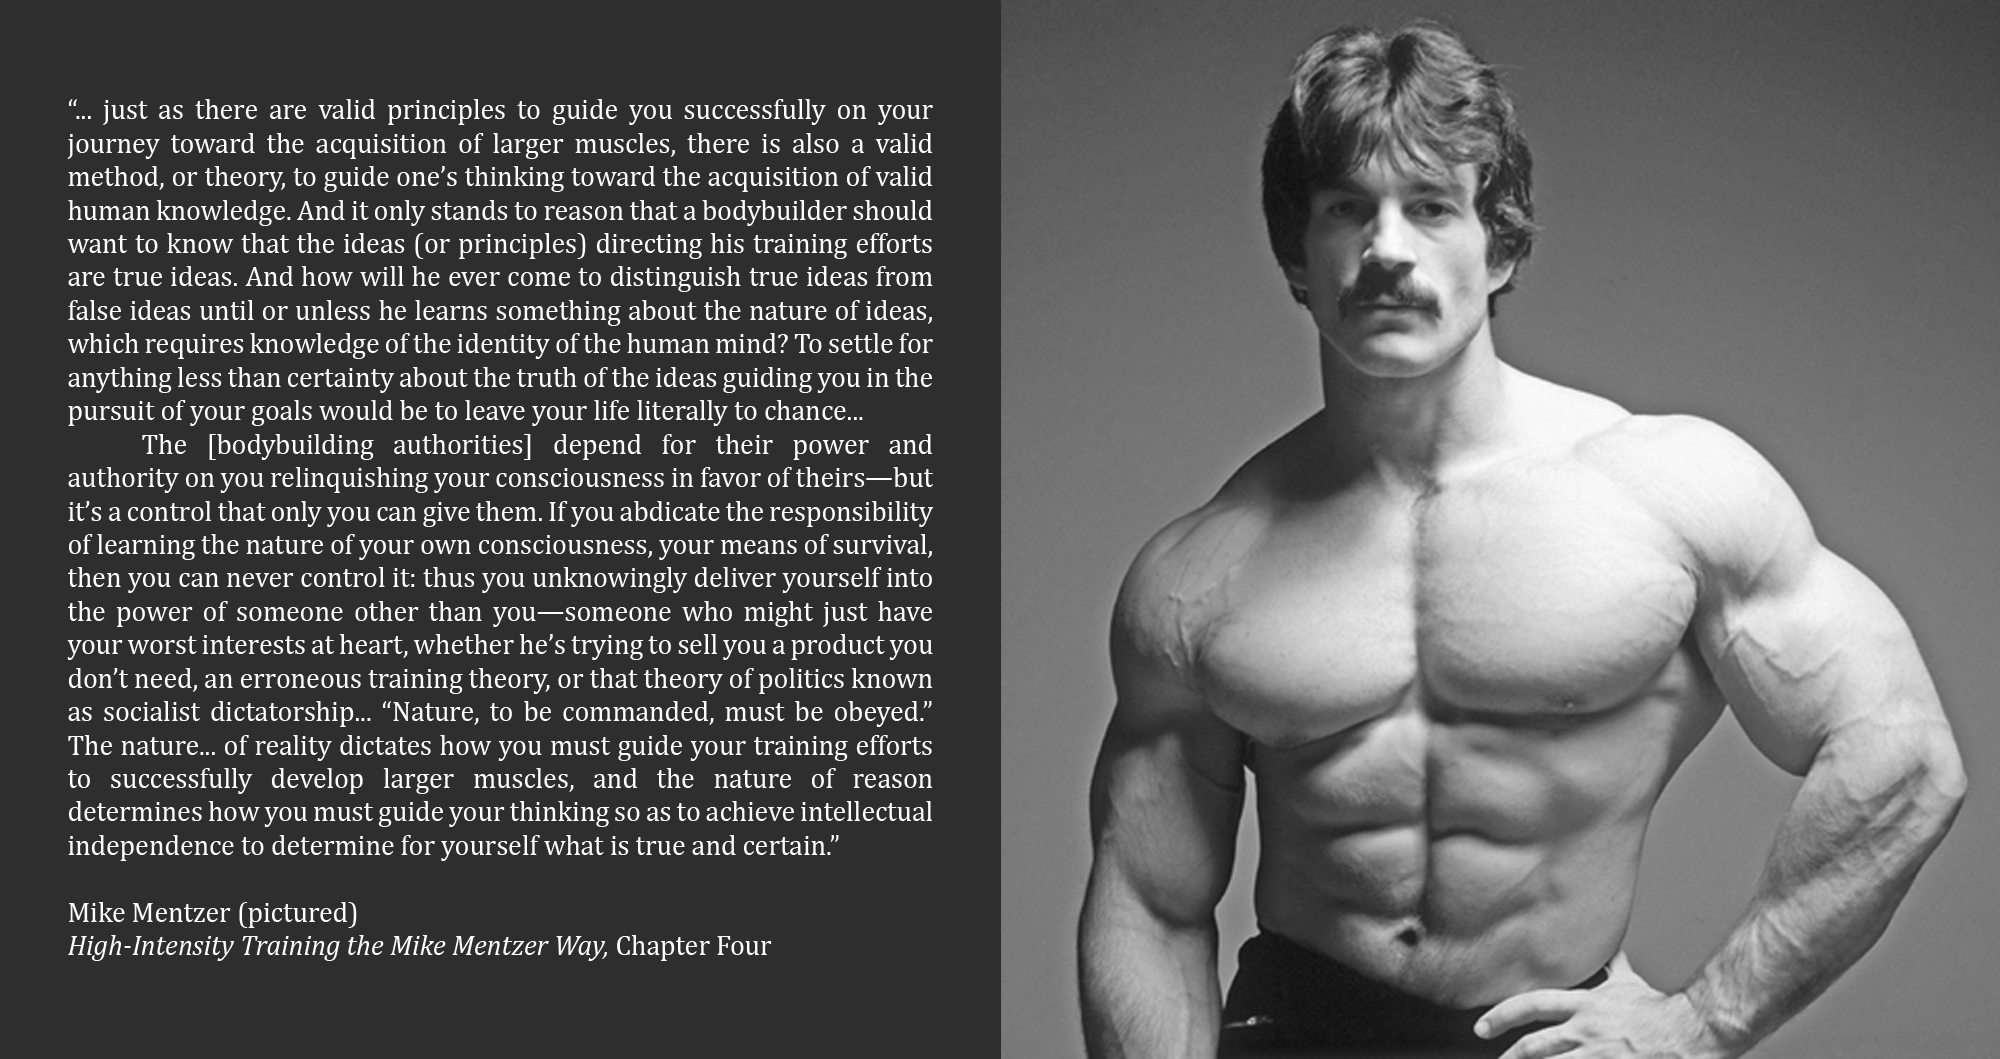 “... just as there are valid principles to guide you successfully on your
journey toward the acquisition of larger muscles, there is also a valid
method, or theory, to guide one’s thinking toward the acquisition of valid
human knowledge. And it only stands to reason that a bodybuilder should
want to know that the ideas (or principles) directing his training efforts
are true ideas. And how will he ever come to distinguish true ideas from
false ideas until or unless he learns something about the nature of ideas,
which requires knowledge of the identity of the human mind? To settle for
anything less than certainty about the truth of the ideas guiding you in the
pursuit of your goals would be to leave your life literally to chance...
The [bodybuilding authorities] depend for their power and
authority on you relinquishing your consciousness in favor of theirs—but
it’s a control that only you can give them. If you abdicate the responsibility
of learning the nature of your own consciousness, your means of survival,
then you can never control it: thus you unknowingly deliver yourself into
the power of someone other than you—someone who might just have
your worst interests at heart, whether he’s trying to sell you a product you
don’t need, an erroneous training theory, or that theory of politics known
as socialist dictatorship... “Nature, to be commanded, must be obeyed.”
The nature... of reality dictates how you must guide your training efforts
to successfully develop larger muscles, and the nature of reason
determines how you must guide your thinking so as to achieve intellectual
independence to determine for yourself what is true and certain.”
Mike Mentzer (pictured)
High-Intensity Training the Mike Mentzer Way, Chapter Four